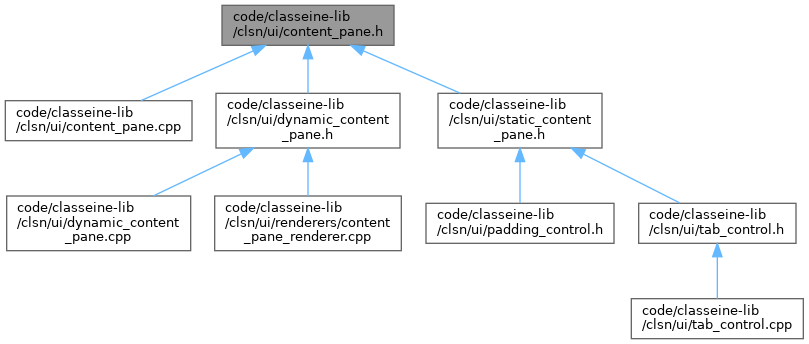 code/classeine-lib
/clsn/ui/content_pane.h
code/classeine-lib
/clsn/ui/content_pane.cpp
code/classeine-lib
/clsn/ui/dynamic_content
_pane.h
code/classeine-lib
/clsn/ui/static_content
_pane.h
code/classeine-lib
/clsn/ui/dynamic_content
_pane.cpp
code/classeine-lib
/clsn/ui/renderers/content
_pane_renderer.cpp
code/classeine-lib
/clsn/ui/padding_control.h
code/classeine-lib
/clsn/ui/tab_control.h
code/classeine-lib
/clsn/ui/tab_control.cpp